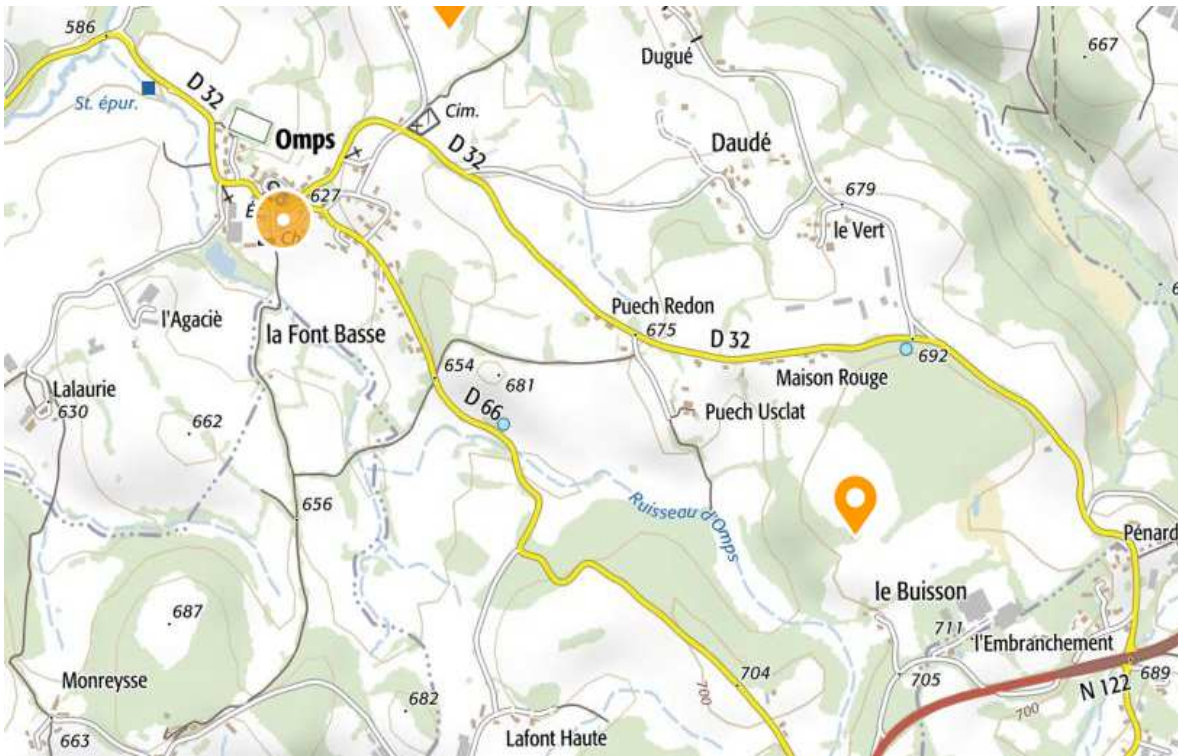 586
667
Dugué
St. épur.
D 32
Cim.
Omps
D 32
Daudé
627
679
É
Ch
le Vert
l'Agaciè
Puech Redon
la Font Basse
675
D 32
692
654
681
Maison Rouge
Lalaurie
630
D 66
Puech Usclat
662
656
Ruisseau d'Omps
Pénard
687
le Buisson
711
l'Embranchement
Monreysse
682
704
700
705
689
N 122
700
663
Lafont Haute